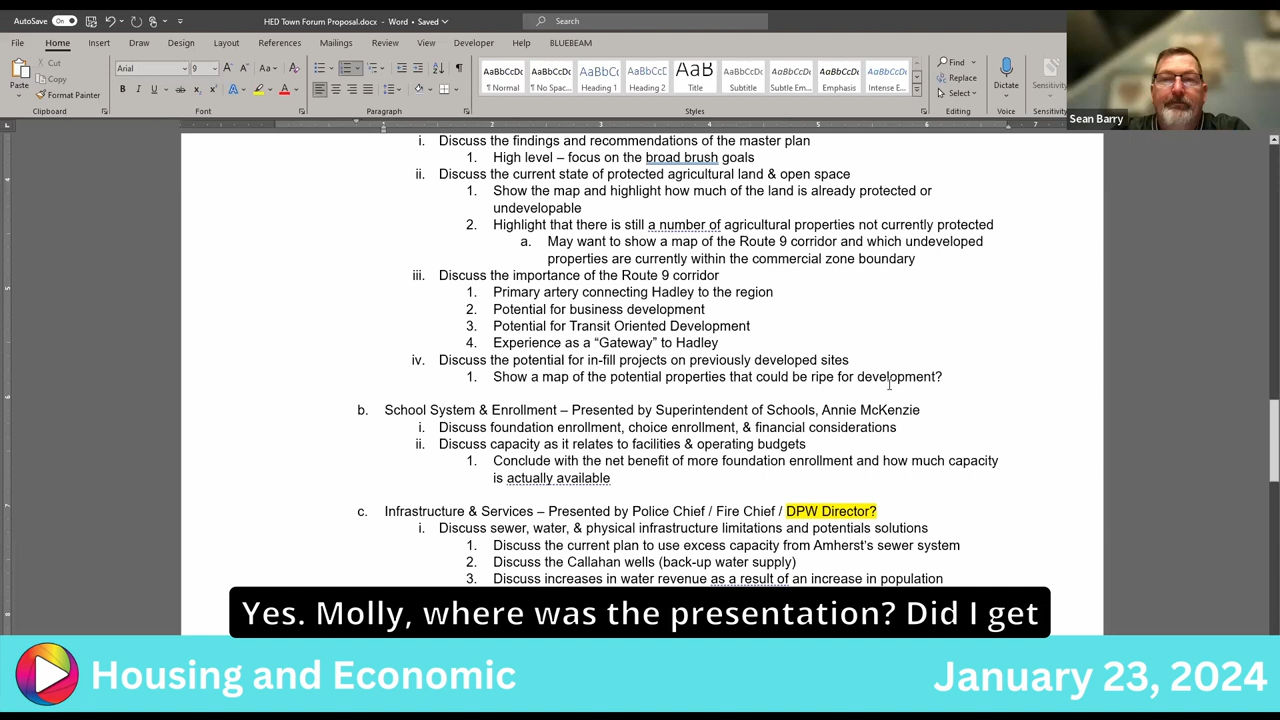 AutoSave On HED Town Forum Proposal.docx - Word • Saved Search
File Home Insert Draw Design Layout References Mailings Review View Developer Help BLUEBEAM
Paste Cut Copy Format Painter
Arial 9
AaBbCcDc AaBbCcDc AaBbC AaBbCcD AaB AaBbCcD AaBbCcDc AaBbCcDc AaBbCcDc
¶ Normal ¶ No Spac... Heading 1 Heading 2 Title Subtitle Subtle Em... Emphasis Intense E...
Find Replace Select Dictate Sensitivity
Clipboard Font Paragraph Styles Editing Voice Sensitivity
Sean Barry
i. Discuss the findings and recommendations of the master plan
1. High level – focus on the broad brush goals
ii. Discuss the current state of protected agricultural land & open space
1. Show the map and highlight how much of the land is already protected or
undevelopable
2. Highlight that there is still a number of agricultural properties not currently protected
a. May want to show a map of the Route 9 corridor and which undeveloped
properties are currently within the commercial zone boundary
iii. Discuss the importance of the Route 9 corridor
1. Primary artery connecting Hadley to the region
2. Potential for business development
3. Potential for Transit Oriented Development
4. Experience as a “Gateway” to Hadley
iv. Discuss the potential for in-fill projects on previously developed sites
1. Show a map of the potential properties that could be ripe for development?
b. School System & Enrollment – Presented by Superintendent of Schools, Annie McKenzie
i. Discuss foundation enrollment, choice enrollment, & financial considerations
ii. Discuss capacity as it relates to facilities & operating budgets
1. Conclude with the net benefit of more foundation enrollment and how much capacity
is actually available
c. Infrastructure & Services – Presented by Police Chief / Fire Chief / DPW Director?
i. Discuss sewer, water, & physical infrastructure limitations and potentials solutions
1. Discuss the current plan to use excess capacity from Amherst's sewer system
2. Discuss the Callahan wells (back-up water supply)
3. Discuss increases in water revenue as a result of an increase in population
Yes. Molly, where was the presentation? Did I get
Housing and Economic
January 23, 2024